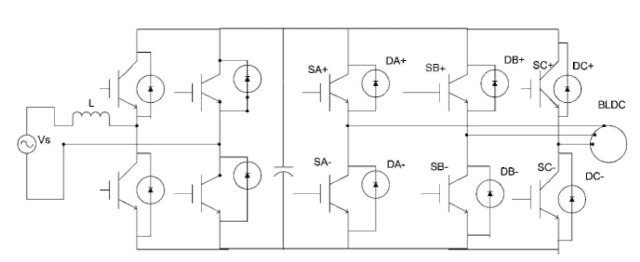 L
Vs
SA+
DA+
SB+
DB+
SC+
DC+
BLDC
SA-
DA-
SB-
DB-
SC-
DC-